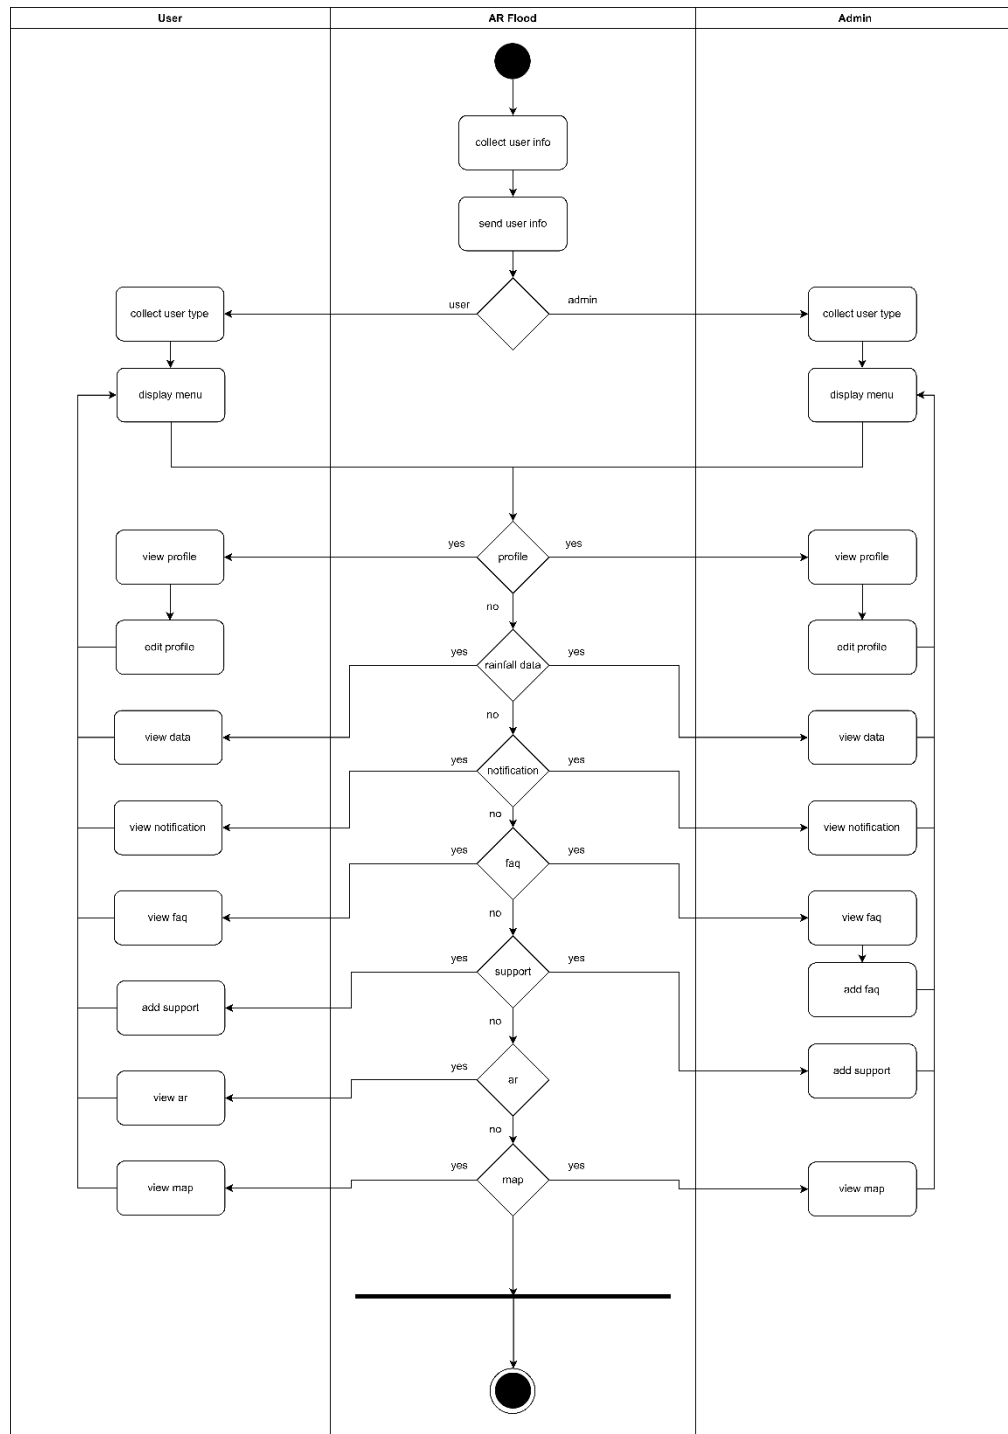 User
AR Flood
Admin
collect user info
send user info
user
admin
collect user type
collect user type
display menu
display menu
view profile
yes
profile
yes
view profile
no
edit profile
edit profile
yes
rainfall data
yes
no
view data
view data
yes
notification
yes
no
view notification
view notification
yes
faq
yes
no
view faq
view faq
yes
support
yes
add faq
add support
no
add support
yes
ar
view ar
no
yes
map
yes
view map
view map